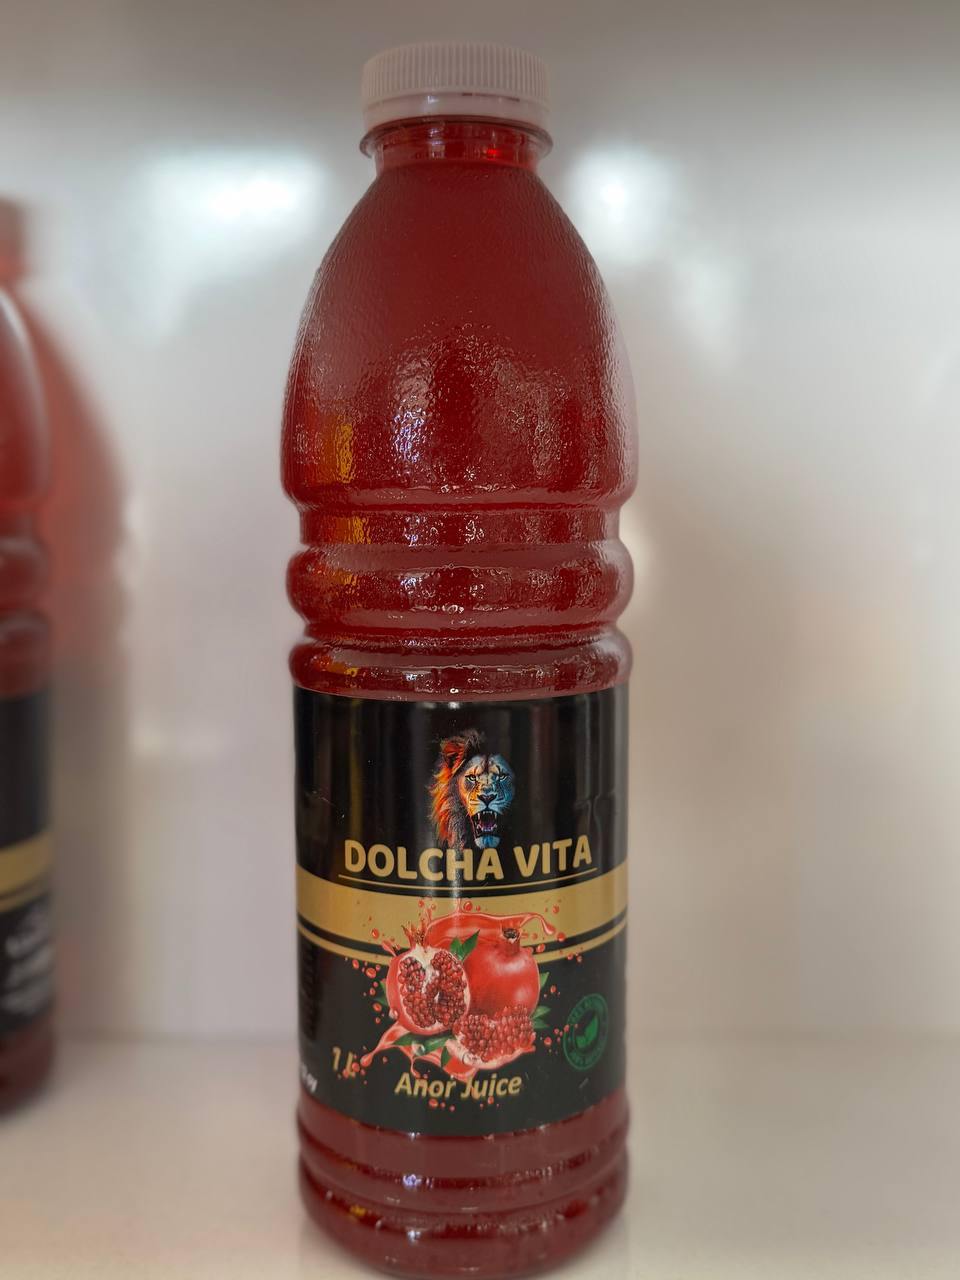 DOLCHA VITA
1 L
Anor Juice